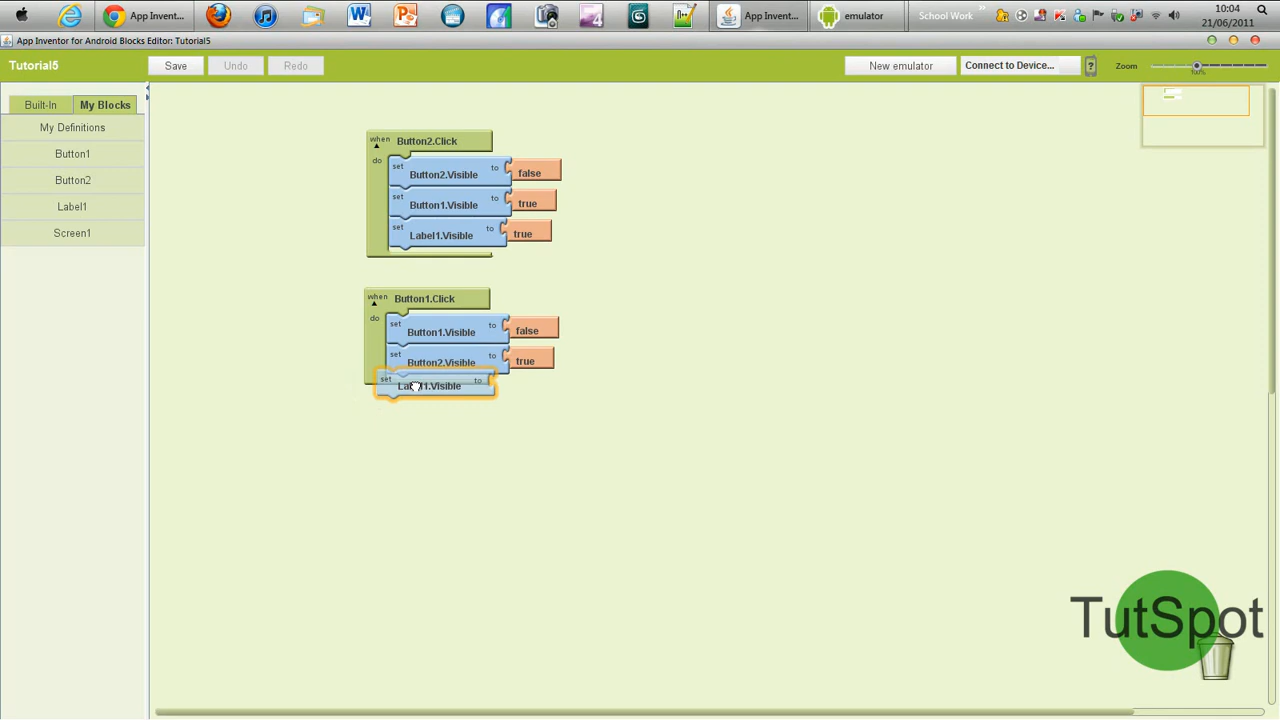 App Invent...
W
P
App Invent...
emulator
School Work
»
10:04
21/06/2011
App Inventor for Android Blocks Editor: Tutorial5
Tutorial5
Save
Undo
Redo
New emulator
Connect to Device...
?
Zoom
100%
Built-In
My Blocks
My Definitions
Button1
Button2
Label1
Screen1
when Button2.Click
do
set Button2.Visible to false
set Button1.Visible to true
set Label1.Visible to true
when Button1.Click
do
set Button1.Visible to false
set Button2.Visible to true
set Label1.Visible to
TutSpot